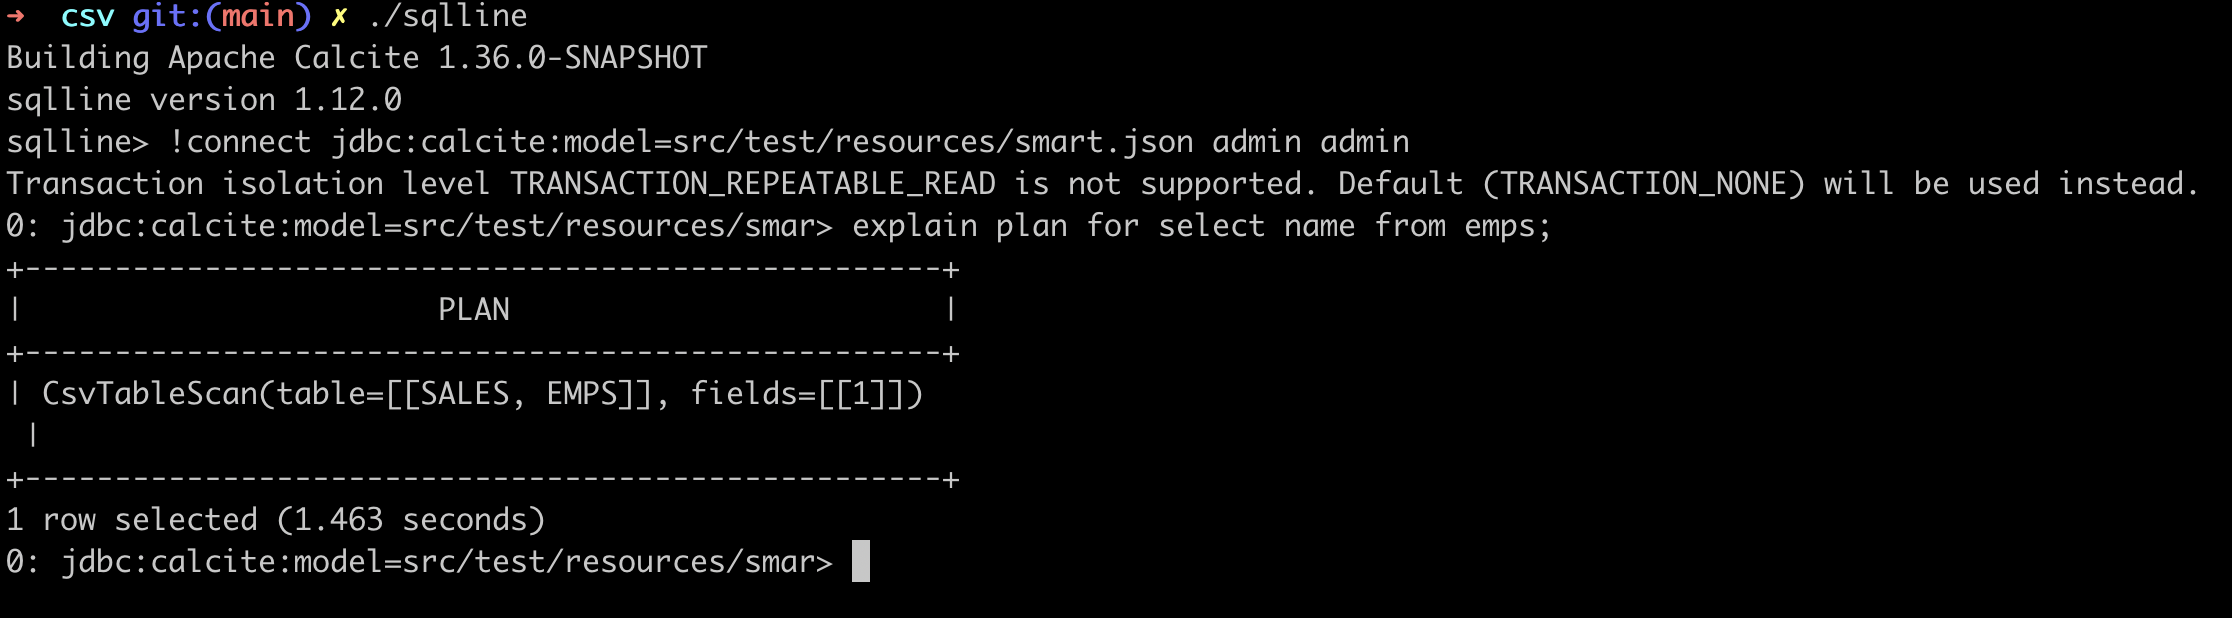 ➜  csv git:(main) ✗ ./sqlline
Building Apache Calcite 1.36.0-SNAPSHOT
sqlline version 1.12.0
sqlline> !connect jdbc:calcite:model=src/test/resources/smart.json admin admin
Transaction isolation level TRANSACTION_REPEATABLE_READ is not supported. Default (TRANSACTION_NONE) will be used instead.
0: jdbc:calcite:model=src/test/resources/smar> explain plan for select name from emps;
+---------------------------------------------------+
|                       PLAN                        |
+---------------------------------------------------+
| CsvTableScan(table=[[SALES, EMPS]], fields=[[1]])
 |
+---------------------------------------------------+
1 row selected (1.463 seconds)
0: jdbc:calcite:model=src/test/resources/smar>